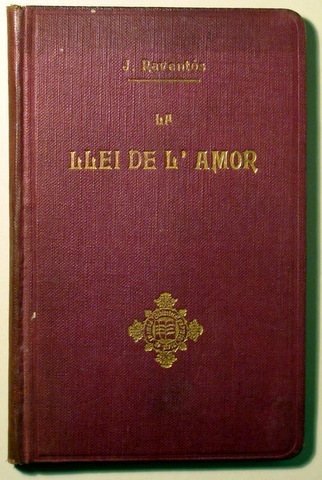 J. Raventós
LA
LLEI DE L' AMOR